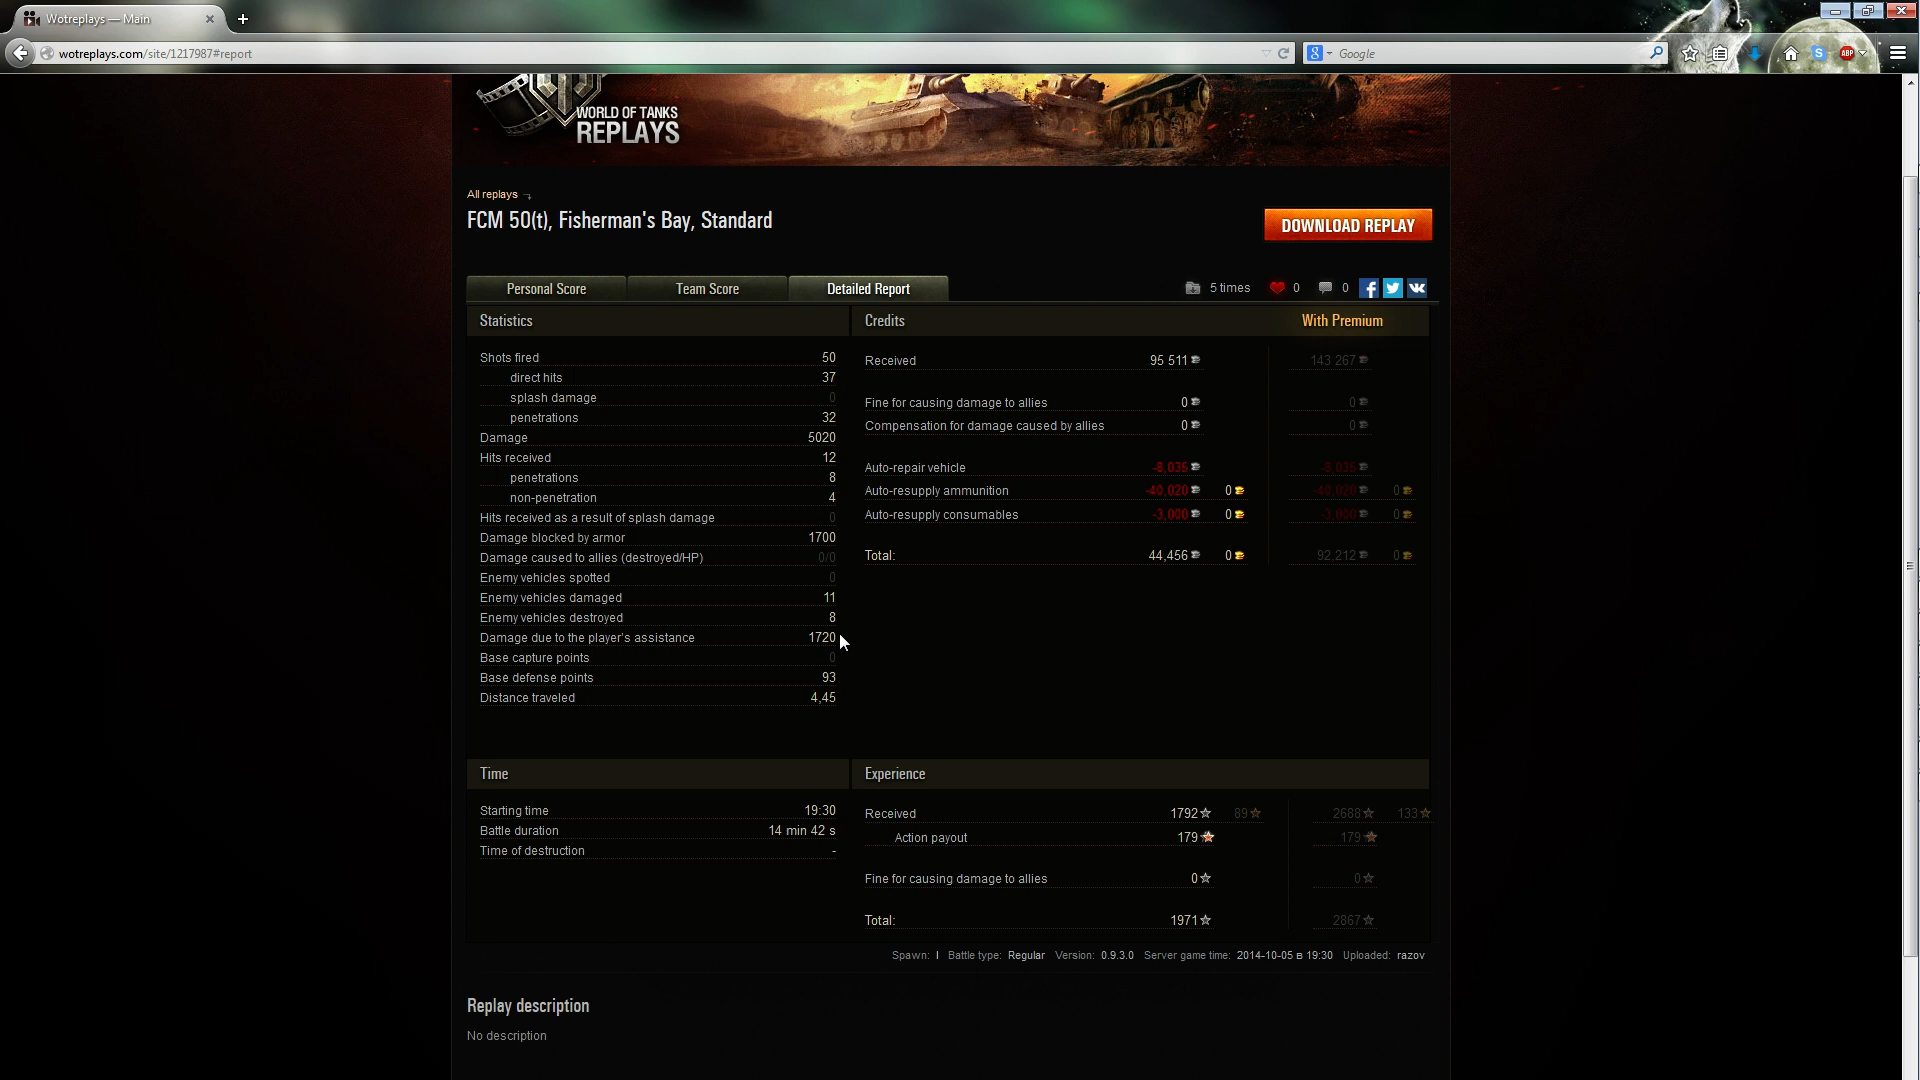 Wotreplays — Main
wotreplays.com/site/1217987#report
Google
WORLD OF TANKS
REPLAYS
All replays
FCM 50(t), Fisherman's Bay, Standard
DOWNLOAD REPLAY
Personal Score Team Score Detailed Report
5 times 0 0
Statistics
Shots fired 50
direct hits 37
splash damage 0
penetrations 32
Damage 5020
Hits received 12
penetrations 8
non-penetration 4
Hits received as a result of splash damage 0
Damage blocked by armor 1700
Damage caused to allies (destroyed/HP) 0/0
Enemy vehicles spotted 0
Enemy vehicles damaged 11
Enemy vehicles destroyed 8
Damage due to the player's assistance 1720
Base capture points 0
Base defense points 93
Distance traveled 4,45
Credits With Premium
Received 95 511 143 267
Fine for causing damage to allies 0 0
Compensation for damage caused by allies 0 0
Auto-repair vehicle -8,035 -8,035
Auto-resupply ammunition -40,020 0 -40,020 0
Auto-resupply consumables -3,000 0 -3,000 0
Total: 44,456 0 92,212 0
Time
Starting time 19:30
Battle duration 14 min 42 s
Time of destruction -
Experience
Received 1792 89 2688 133
Action payout 179 179
Fine for causing damage to allies 0 0
Total: 1971 2867
Spawn: I Battle type: Regular Version: 0.9.3.0 Server game time: 2014-10-05 в 19:30 Uploaded: razov
Replay description
No description